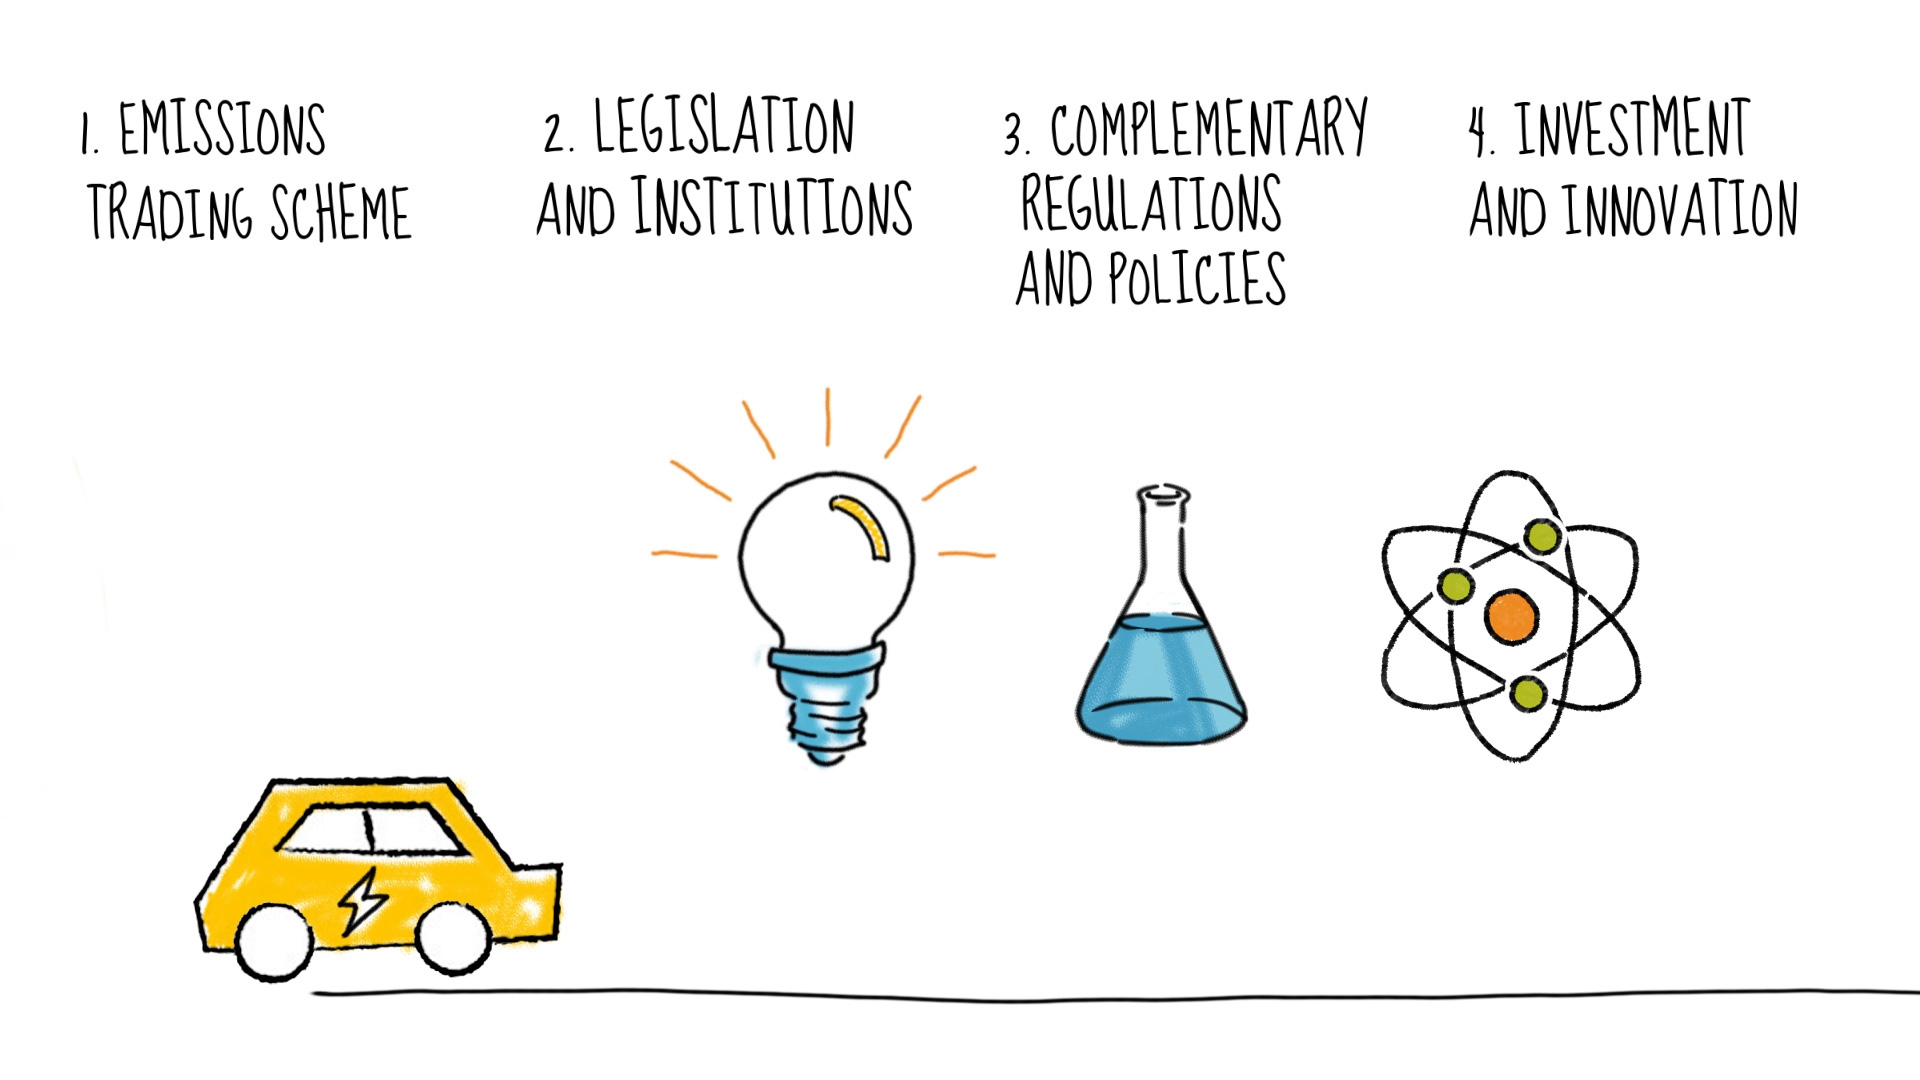 1. EMISSIONS
TRADING SCHEME
2. LEGISLATION
AND INSTITUTIONS
3. COMPLEMENTARY
REGULATIONS
AND POLICIES
4. INVESTMENT
AND INNOVATION